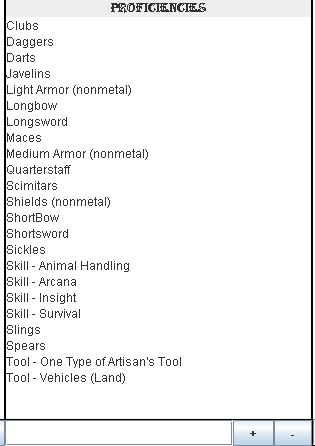 PROFICIENCIES
Clubs
Daggers
Darts
Javelins
Light Armor (nonmetal)
Longbow
Longsword
Maces
Medium Armor (nonmetal)
Quarterstaff
Scimitars
Shields (nonmetal)
ShortBow
Shortsword
Sickles
Skill - Animal Handling
Skill - Arcana
Skill - Insight
Skill - Survival
Slings
Spears
Tool - One Type of Artisan's Tool
Tool - Vehicles (Land)
+ -